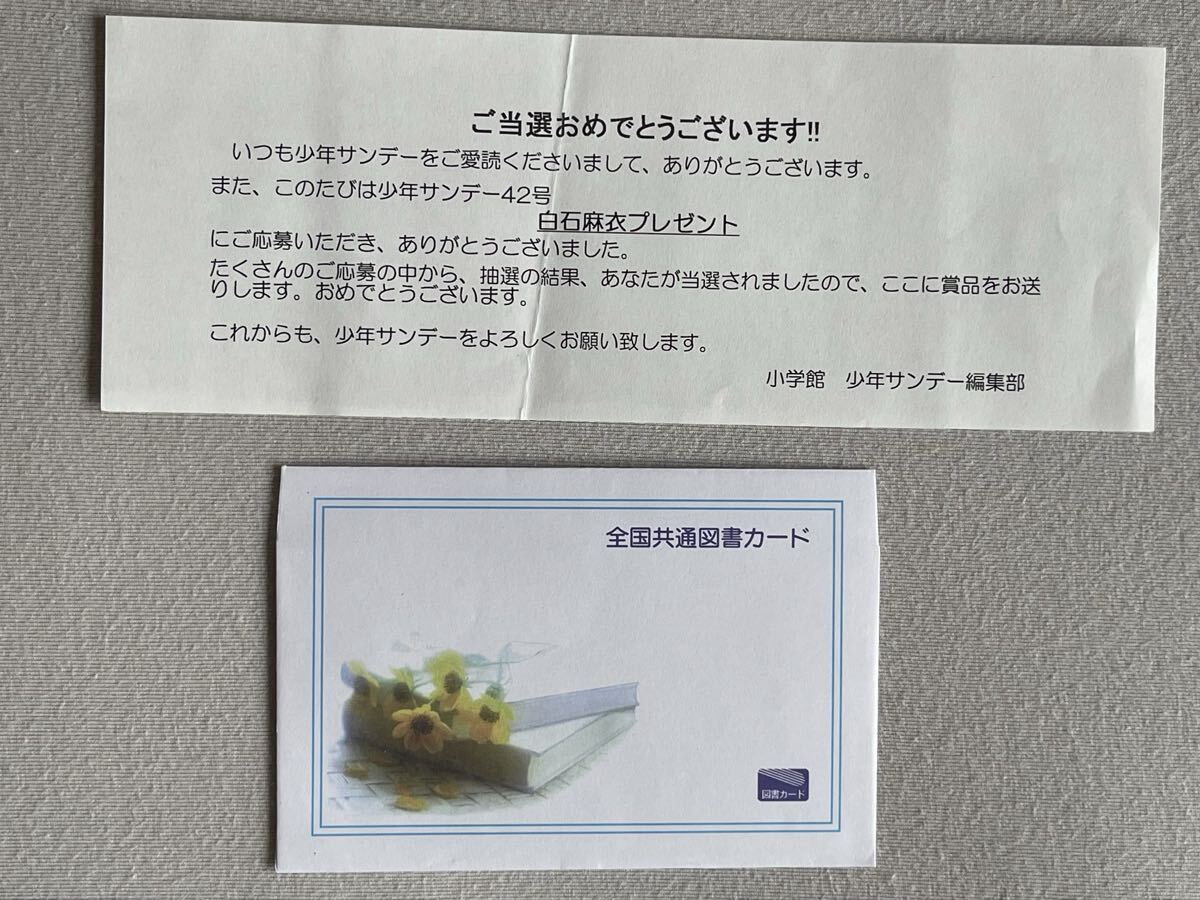 ご当選おめでとうございます!!
いつも少年サンデーをご愛読くださいまして、ありがとうございます。
また、このたびは少年サンデー42号
白石麻衣プレゼント
にご応募いただき、ありがとうございました。
たくさんのご応募の中から、抽選の結果、あなたが当選されましたので、ここに賞品をお送
りします。おめでとうございます。
これからも、少年サンデーをよろしくお願い致します。
小学館　少年サンデー編集部
全国共通図書カード
図書カード